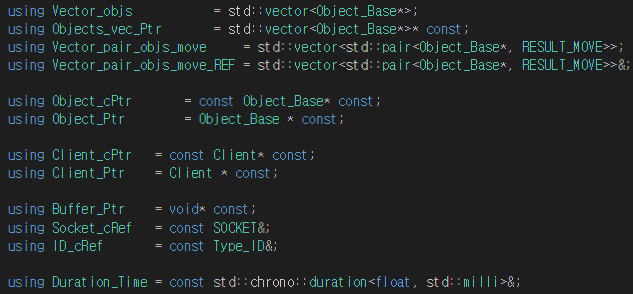 using Vector_objs = std::vector<Object_Base*>;
using Objects_vec_Ptr = std::vector<Object_Base*>* const;
using Vector_pair_objs_move = std::vector<std::pair<Object_Base*, RESULT_MOVE>>;
using Vector_pair_objs_move_REF = std::vector<std::pair<Object_Base*, RESULT_MOVE>>&;
using Object_cPtr = const Object_Base* const;
using Object_Ptr = Object_Base * const;
using Client_cPtr = const Client* const;
using Client_Ptr = Client * const;
using Buffer_Ptr = void* const;
using Socket_cRef = const SOCKET&;
using ID_cRef = const Type_ID&;
using Duration_Time = const std::chrono::duration<float, std::milli>&;